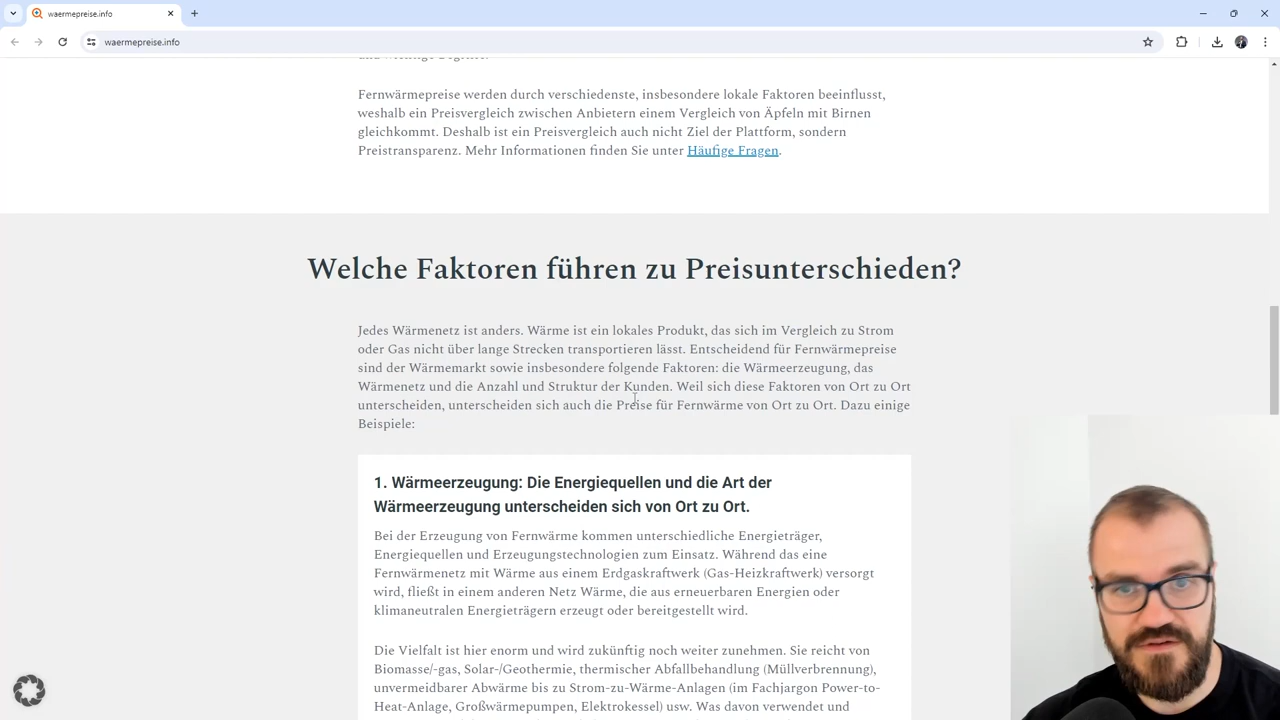 waermepreise.info
waermepreise.info
und wichtige Begriffe.
Fernwärmepreise werden durch verschiedenste, insbesondere lokale Faktoren beeinflusst,
weshalb ein Preisvergleich zwischen Anbietern einem Vergleich von Äpfeln mit Birnen
gleichkommt. Deshalb ist ein Preisvergleich auch nicht Ziel der Plattform, sondern
Preistransparenz. Mehr Informationen finden Sie unter Häufige Fragen.
Welche Faktoren führen zu Preisunterschieden?
Jedes Wärmenetz ist anders. Wärme ist ein lokales Produkt, das sich im Vergleich zu Strom
oder Gas nicht über lange Strecken transportieren lässt. Entscheidend für Fernwärmepreise
sind der Wärmemarkt sowie insbesondere folgende Faktoren: die Wärmeerzeugung, das
Wärmenetz und die Anzahl und Struktur der Kunden. Weil sich diese Faktoren von Ort zu Ort
unterscheiden, unterscheiden sich auch die Preise für Fernwärme von Ort zu Ort. Dazu einige
Beispiele:
1. Wärmeerzeugung: Die Energiequellen und die Art der
Wärmeerzeugung unterscheiden sich von Ort zu Ort.
Bei der Erzeugung von Fernwärme kommen unterschiedliche Energieträger,
Energiequellen und Erzeugungstechnologien zum Einsatz. Während das eine
Fernwärmenetz mit Wärme aus einem Erdgaskraftwerk (Gas-Heizkraftwerk) versorgt
wird, fließt in einem anderen Netz Wärme, die aus erneuerbaren Energien oder
klimaneutralen Energieträgern erzeugt oder bereitgestellt wird.
Die Vielfalt ist hier enorm und wird zukünftig noch weiter zunehmen. Sie reicht von
Biomasse/-gas, Solar-/Geothermie, thermischer Abfallbehandlung (Müllverbrennung),
unvermeidbarer Abwärme bis zu Strom-zu-Wärme-Anlagen (im Fachjargon Power-to-
Heat-Anlage, Großwärmepumpen, Elektrokessel) usw. Was davon verwendet und